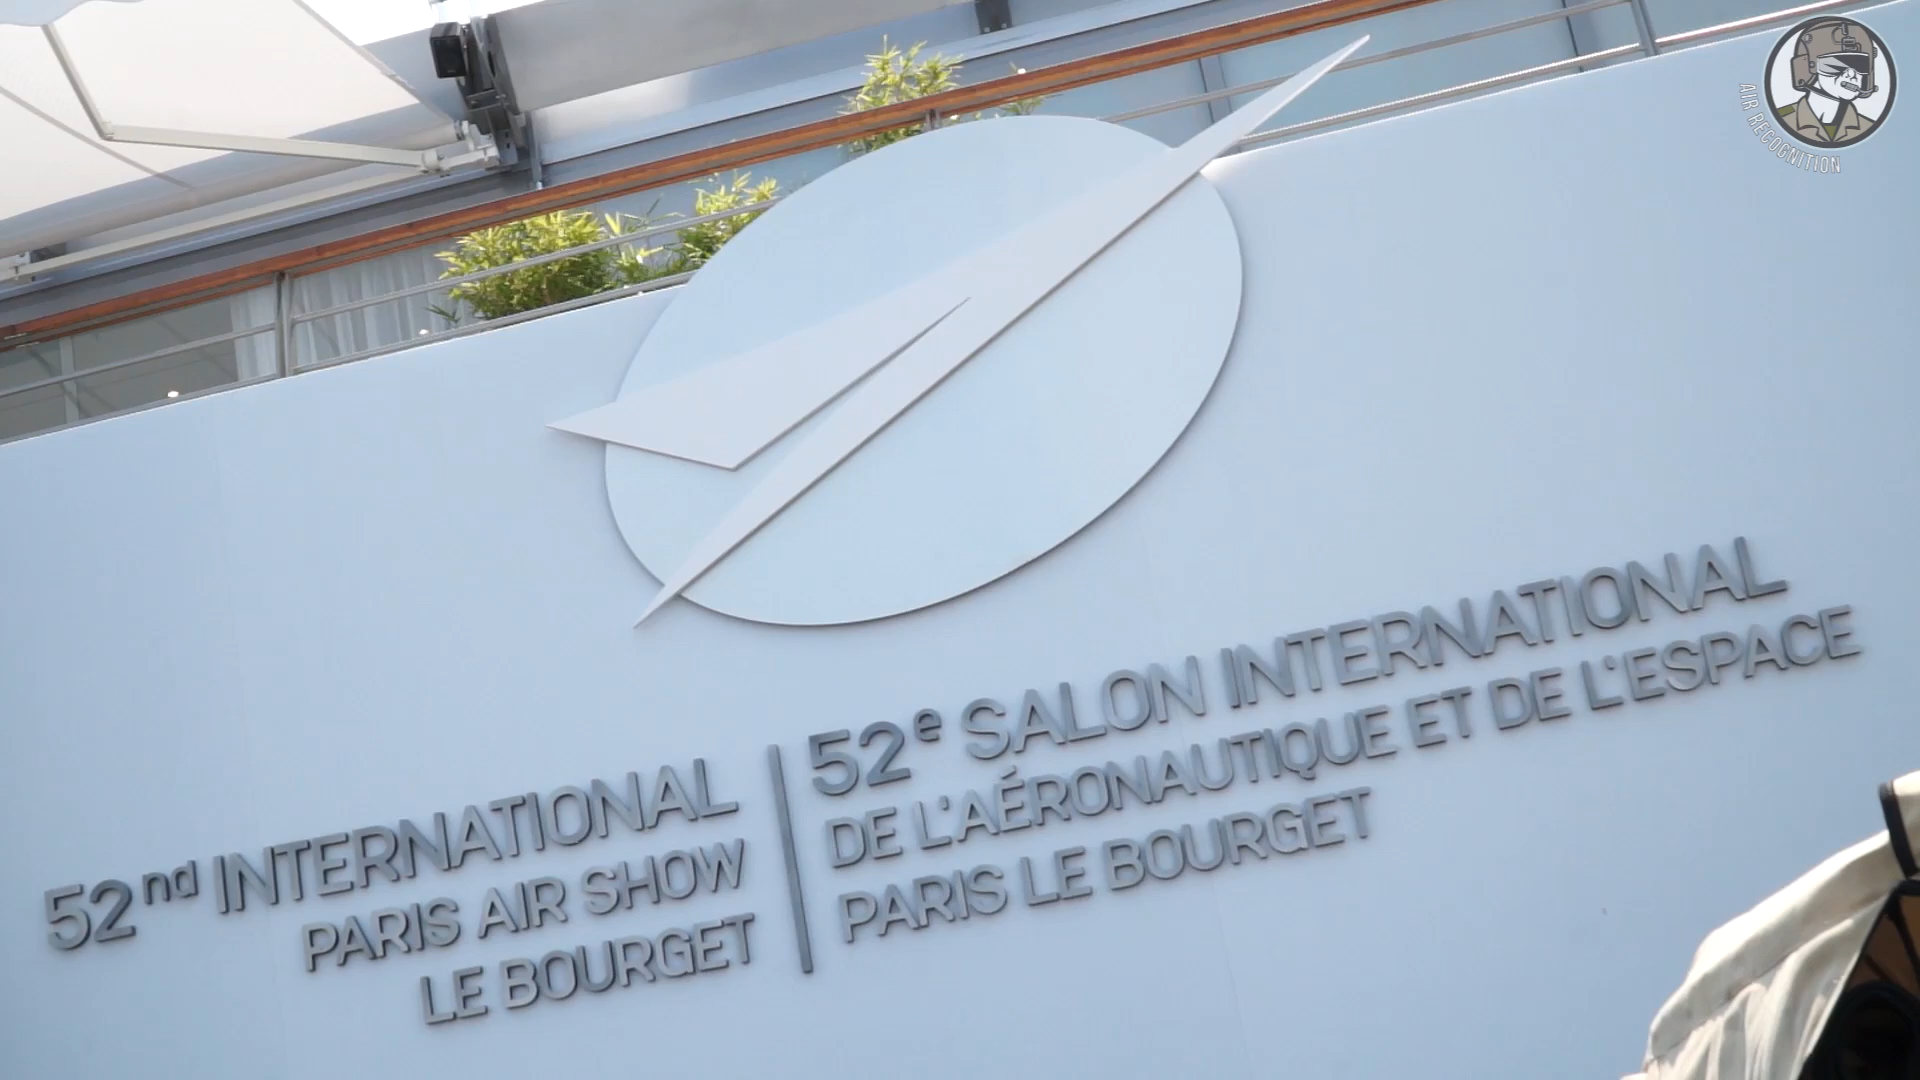 52nd INTERNATIONAL
PARIS AIR SHOW
LE BOURGET
52e SALON INTERNATIONAL
DE L'AÉRONAUTIQUE ET DE L'ESPACE
PARIS LE BOURGET
AIR RECOGNITION